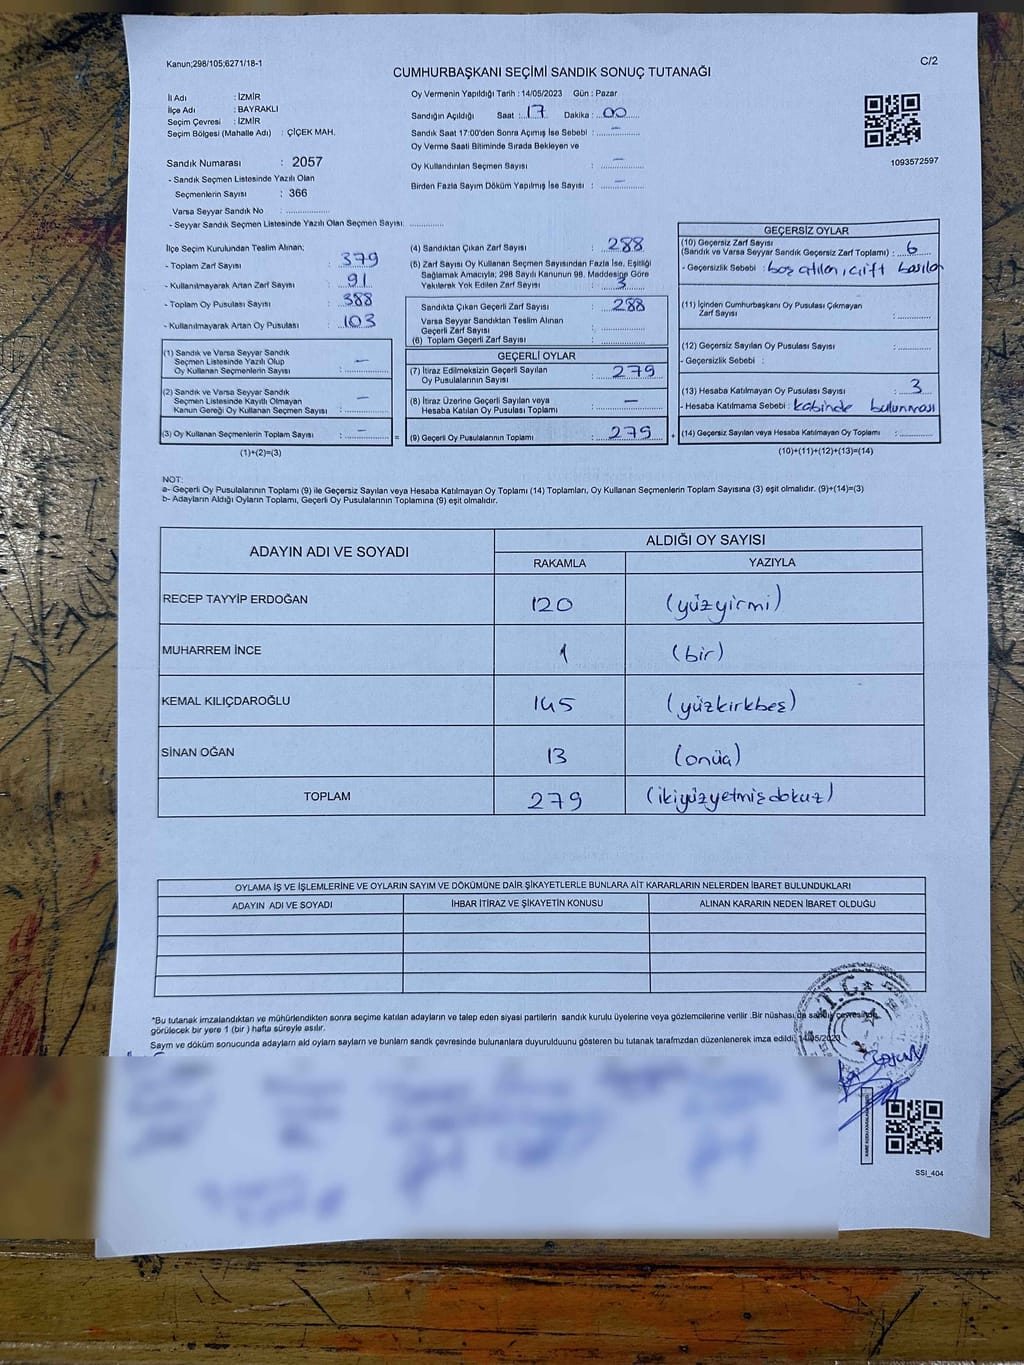 Kanun;298/105;6271/18-1
C/2
CUMHURBAŞKANI SEÇİMİ SANDIK SONUÇ TUTANAĞI
İl Adı : İZMİR
İlçe Adı : BAYRAKLI
Seçim Çevresi : İZMİR
Seçim Bölgesi (Mahalle Adı) : ÇİÇEK MAH.
Sandık Numarası : 2057
- Sandık Seçmen Listesinde Yazılı Olan
Seçmenlerin Sayısı : 366
Varsa Seyyar Sandık No : ..................
- Seyyar Sandık Seçmen Listesinde Yazılı Olan Seçmen Sayısı: ..............
Oy Vermenin Yapıldığı Tarih : 14/05/2023 Gün : Pazar
Sandığın Açıldığı Saat : 17 Dakika : 00
Sandık Saat 17:00'den Sonra Açımış İse Sebebi : —
Oy Verme Saati Bitiminde Sırada Bekleyen ve
Oy Kullandırılan Seçmen Sayısı : —
Birden Fazla Sayım Döküm Yapılmış İse Sayısı : —
1093572597
İlçe Seçim Kurulundan Teslim Alınan;
- Toplam Zarf Sayısı : 379
- Kullanılmayarak Artan Zarf Sayısı : 91
- Toplam Oy Pusulası Sayısı : 388
- Kullanılmayarak Artan Oy Pusulası : 103
(1) Sandık ve Varsa Seyyar Sandık
Seçmen Listesinde Yazılı Olup
Oy Kullanan Seçmenlerin Sayısı : —
(2) Sandık ve Varsa Seyyar Sandık
Seçmen Listesinde Kayıtlı Olmayan
Kanun Gereği Oy Kullanan Seçmen Sayısı : —
(3) Oy Kullanan Seçmenlerin Toplam Sayısı : — =
(1)+(2)=(3)
(4) Sandıktan Çıkan Zarf Sayısı : 288
(5) Zarf Sayısı Oy Kullanan Seçmen Sayısından Fazla İse, Eşitliği
Sağlamak Amacıyla; 298 Sayılı Kanunun 98. Maddesine Göre
Yakılarak Yok Edilen Zarf Sayısı : 3
Sandıkta Çıkan Geçerli Zarf Sayısı : 288
Varsa Seyyar Sandıktan Teslim Alınan
Geçerli Zarf Sayısı : ..............
(6) Toplam Geçerli Zarf Sayısı : ..............
GEÇERLİ OYLAR
(7) İtiraz Edilmeksizin Geçerli Sayılan
Oy Pusulalarının Sayısı : 279
(8) İtiraz Üzerine Geçerli Sayılan veya
Hesaba Katılan Oy Pusulası Toplamı : —
(9) Geçerli Oy Pusulalarının Toplamı : 279 +
GEÇERSİZ OYLAR
(10) Geçersiz Zarf Sayısı
(Sandık ve Varsa Seyyar Sandık Geçersiz Zarf Toplamı) : 6
- Geçersizlik Sebebi : boş atılan, çift basılan
(11) İçinden Cumhurbaşkanı Oy Pusulası Çıkmayan
Zarf Sayısı : ..............
(12) Geçersiz Sayılan Oy Pusulası Sayısı : ..............
- Geçersizlik Sebebi :
(13) Hesaba Katılmayan Oy Pusulası Sayısı : 3
- Hesaba Katılmama Sebebi : kabinde bulunması
(14) Geçersiz Sayılan veya Hesaba Katılmayan Oy Toplamı : ..............
(10)+(11)+(12)+(13)=(14)
NOT:
a- Geçerli Oy Pusulalarının Toplamı (9) ile Geçersiz Sayılan veya Hesaba Katılmayan Oy Toplamı (14) Toplamları, Oy Kullanan Seçmenlerin Toplam Sayısına (3) eşit olmalıdır. (9)+(14)=(3)
b- Adayların Aldığı Oyların Toplamı, Geçerli Oy Pusulalarının Toplamına (9) eşit olmalıdır.
ADAYIN ADI VE SOYADI
ALDIĞI OY SAYISI
RAKAMLA YAZIYLA
RECEP TAYYİP ERDOĞAN 120 (yüzyirmi)
MUHARREM İNCE 1 (bir)
KEMAL KILIÇDAROĞLU 145 (yüzkirkbeş)
SİNAN OĞAN 13 (onüa)
TOPLAM 279 (ikiyüzyetmişdokuz)
OYLAMA İŞ VE İŞLEMLERİNE VE OYLARIN SAYIM VE DÖKÜMÜNE DAİR ŞİKAYETLERLE BUNLARA AİT KARARLARIN NELERDEN İBARET BULUNDUKLARI
ADAYIN ADI VE SOYADI İHBAR İTİRAZ VE ŞİKAYETİN KONUSU ALINAN KARARIN NEDEN İBARET OLDUĞU
*Bu tutanak imzalandıktan ve mühürlendikten sonra seçime katılan adayların ve talep eden siyasi partilerin sandık kurulu üyelerine veya gözlemcilerine verilir .Bir nüshası da sandık çevresinde
görülecek bir yere 1 (bir ) hafta süreyle asılır.
Sayım ve döküm sonucunda adayların ald oyların sayların ve bunların sandk çevresinde bulunanlara duyurulduunu gösteren bu tutanak tarafmzdan düzenlenerek imza edildi. 14/05/2023
T.C.
SSİ_404